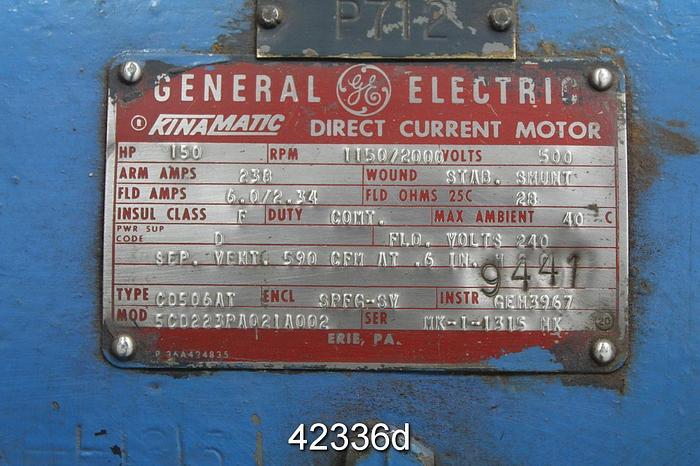 P712
GENERAL GE ELECTRIC
® KINAMATIC DIRECT CURRENT MOTOR
HP 150 RPM 1150/2000 VOLTS 500
ARM AMPS 238 WOUND STAB. SHUNT
FLD AMPS 6.0/2.34 FLD OHMS 25C 28
INSUL CLASS F DUTY CONT. MAX AMBIENT 40 C
PWR SUP
CODE D FLD. VOLTS 240
SEP. VENT. 590 CFM AT .6 IN.
9441
TYPE CD506AT ENCL SPFG-SV INSTR GEH3967
MOD 5CD223PA021A002 SER MK-1-1315 MK
ERIE, PA.
42336d